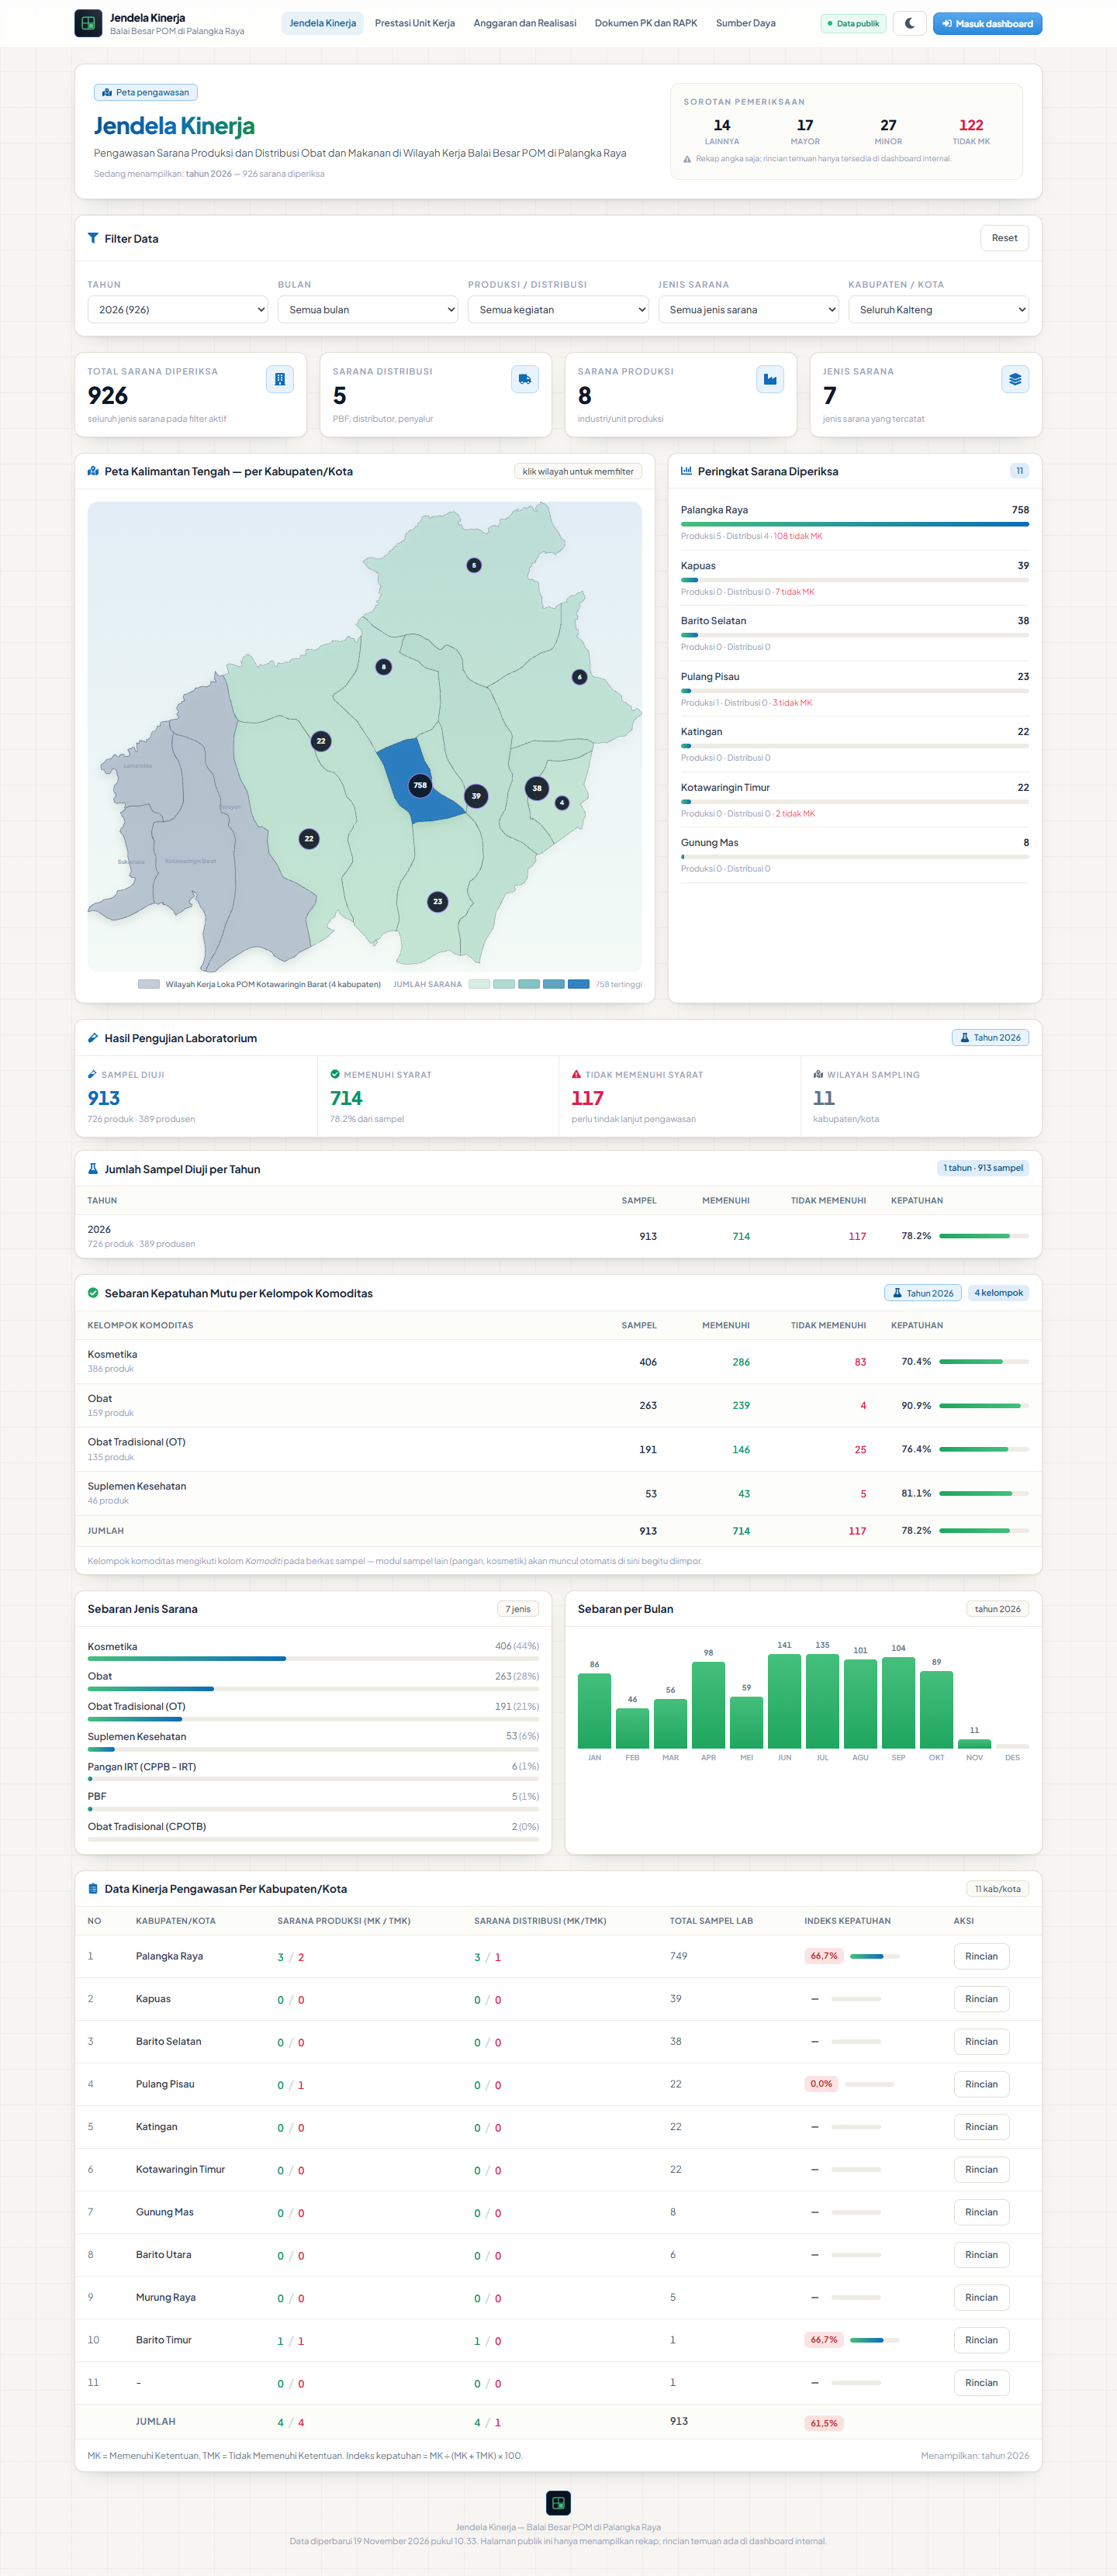 Jendela Kinerja
Balai Besar POM di Palangka Raya
Jendela Kinerja Prestasi Unit Kerja Anggaran dan Realisasi Dokumen PK dan RAPK Sumber Daya
Data publik
Masuk dashboard
Peta pengawasan
Jendela Kinerja
Pengawasan Sarana Produksi dan Distribusi Obat dan Makanan di Wilayah Kerja Balai Besar POM di Palangka Raya
Sedang menampilkan: tahun 2026 — 926 sarana diperiksa
SOROTAN PEMERIKSAAN
14 17 27 122
LAINNYA MAYOR MINOR TIDAK MK
Rekap angka saja; rincian temuan hanya tersedia di dashboard internal.
Filter Data
Reset
TAHUN BULAN PRODUKSI / DISTRIBUSI JENIS SARANA KABUPATEN / KOTA
2026 (926) Semua bulan Semua kegiatan Semua jenis sarana Seluruh Kalteng
TOTAL SARANA DIPERIKSA
926
seluruh jenis sarana pada filter aktif
SARANA DISTRIBUSI
5
PBF, distributor, penyalur
SARANA PRODUKSI
8
industri/unit produksi
JENIS SARANA
7
jenis sarana yang tercatat
Peta Kalimantan Tengah — per Kabupaten/Kota
klik wilayah untuk memfilter
5
8
6
22
758
39
38
4
22
23
Lamandau
Seruyan
Sukamara
Kotawaringin Barat
Wilayah Kerja Loka POM Kotawaringin Barat (4 kabupaten) JUMLAH SARANA 758 tertinggi
Peringkat Sarana Diperiksa 11
Palangka Raya 758
Produksi 5 · Distribusi 4 · 108 tidak MK
Kapuas 39
Produksi 0 · Distribusi 0 · 7 tidak MK
Barito Selatan 38
Produksi 0 · Distribusi 0
Pulang Pisau 23
Produksi 1 · Distribusi 0 · 3 tidak MK
Katingan 22
Produksi 0 · Distribusi 0
Kotawaringin Timur 22
Produksi 0 · Distribusi 0 · 2 tidak MK
Gunung Mas 8
Produksi 0 · Distribusi 0
Hasil Pengujian Laboratorium
Tahun 2026
SAMPEL DIUJI
913
726 produk · 389 produsen
MEMENUHI SYARAT
714
78.2% dari sampel
TIDAK MEMENUHI SYARAT
117
perlu tindak lanjut pengawasan
WILAYAH SAMPLING
11
kabupaten/kota
Jumlah Sampel Diuji per Tahun
1 tahun · 913 sampel
TAHUN SAMPEL MEMENUHI TIDAK MEMENUHI KEPATUHAN
2026 913 714 117 78.2%
726 produk · 389 produsen
Sebaran Kepatuhan Mutu per Kelompok Komoditas
Tahun 2026 4 kelompok
KELOMPOK KOMODITAS SAMPEL MEMENUHI TIDAK MEMENUHI KEPATUHAN
Kosmetika 406 286 83 70.4%
386 produk
Obat 263 239 4 90.9%
159 produk
Obat Tradisional (OT) 191 146 25 76.4%
135 produk
Suplemen Kesehatan 53 43 5 81.1%
46 produk
JUMLAH 913 714 117 78.2%
Kelompok komoditas mengikuti kolom Komoditi pada berkas sampel — modul sampel lain (pangan, kosmetik) akan muncul otomatis di sini begitu diimpor.
Sebaran Jenis Sarana 7 jenis
Kosmetika 406 (44%)
Obat 263 (28%)
Obat Tradisional (OT) 191 (21%)
Suplemen Kesehatan 53 (6%)
Pangan IRT (CPPB - IRT) 6 (1%)
PBF 5 (1%)
Obat Tradisional (CPOTB) 2 (0%)
Sebaran per Bulan tahun 2026
86 46 56 98 59 141 135 101 104 89 11
JAN FEB MAR APR MEI JUN JUL AGU SEP OKT NOV DES
Data Kinerja Pengawasan Per Kabupaten/Kota
11 kab/kota
NO KABUPATEN/KOTA SARANA PRODUKSI (MK / TMK) SARANA DISTRIBUSI (MK/TMK) TOTAL SAMPEL LAB INDEKS KEPATUHAN AKSI
1 Palangka Raya 3 / 2 3 / 1 749 66,7% Rincian
2 Kapuas 0 / 0 0 / 0 39 — Rincian
3 Barito Selatan 0 / 0 0 / 0 38 — Rincian
4 Pulang Pisau 0 / 1 0 / 0 22 0,0% Rincian
5 Katingan 0 / 0 0 / 0 22 — Rincian
6 Kotawaringin Timur 0 / 0 0 / 0 22 — Rincian
7 Gunung Mas 0 / 0 0 / 0 8 — Rincian
8 Barito Utara 0 / 0 0 / 0 6 — Rincian
9 Murung Raya 0 / 0 0 / 0 5 — Rincian
10 Barito Timur 1 / 1 1 / 0 1 66,7% Rincian
11 - 0 / 0 0 / 0 1 — Rincian
JUMLAH 4 / 4 4 / 1 913 61,5%
MK = Memenuhi Ketentuan, TMK = Tidak Memenuhi Ketentuan. Indeks kepatuhan = MK ÷ (MK + TMK) × 100.
Menampilkan: tahun 2026
Jendela Kinerja — Balai Besar POM di Palangka Raya
Data diperbarui 19 November 2026 pukul 10.33. Halaman publik ini hanya menampilkan rekap; rincian temuan ada di dashboard internal.